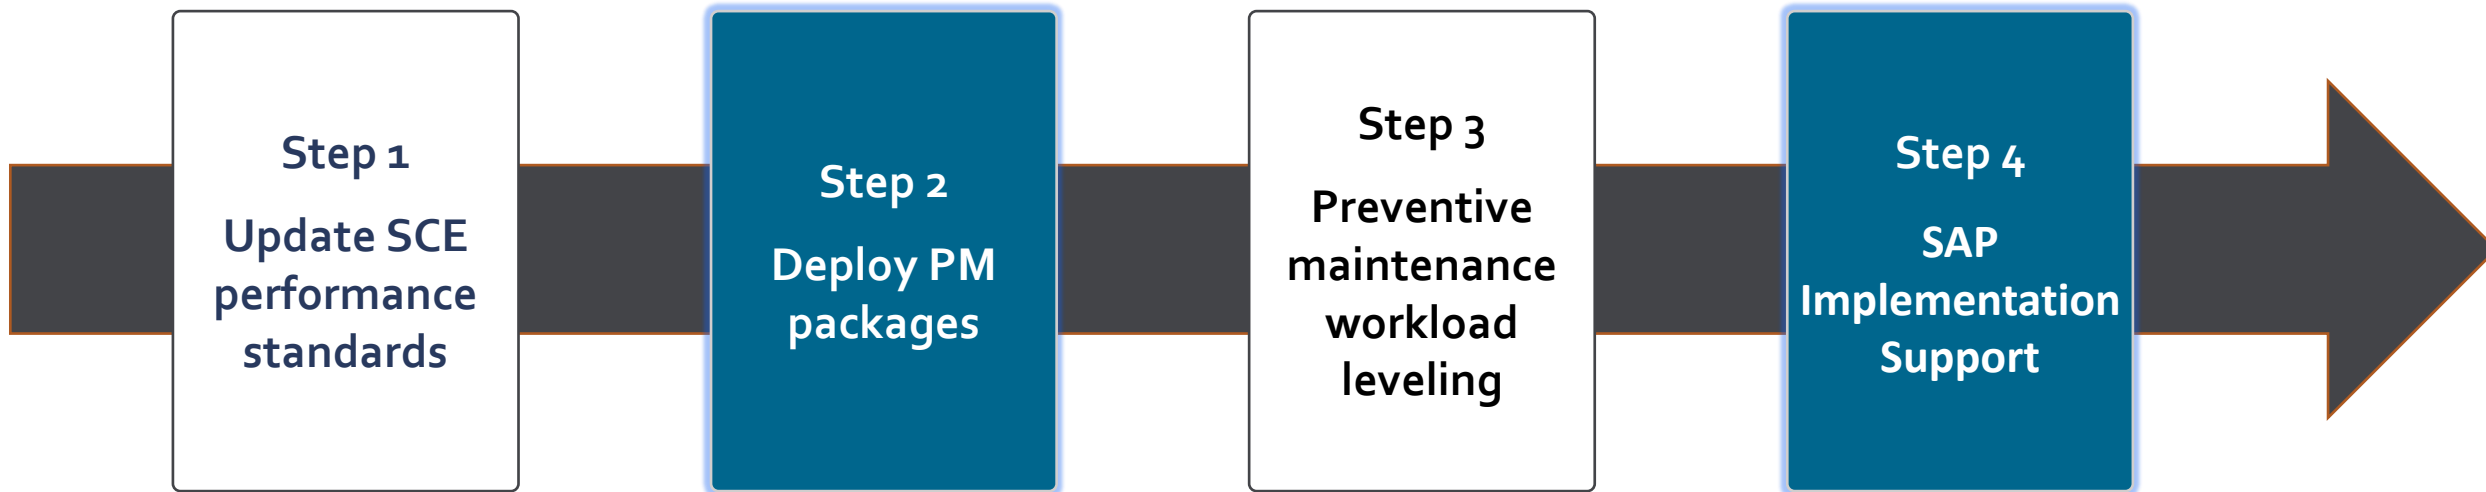 Step 1
Update SCE
performance
standards
Step 2
Deploy PM
packages
Step 3
Preventive
maintenance
workload
leveling
Step 4
SAP
Implementation
Support